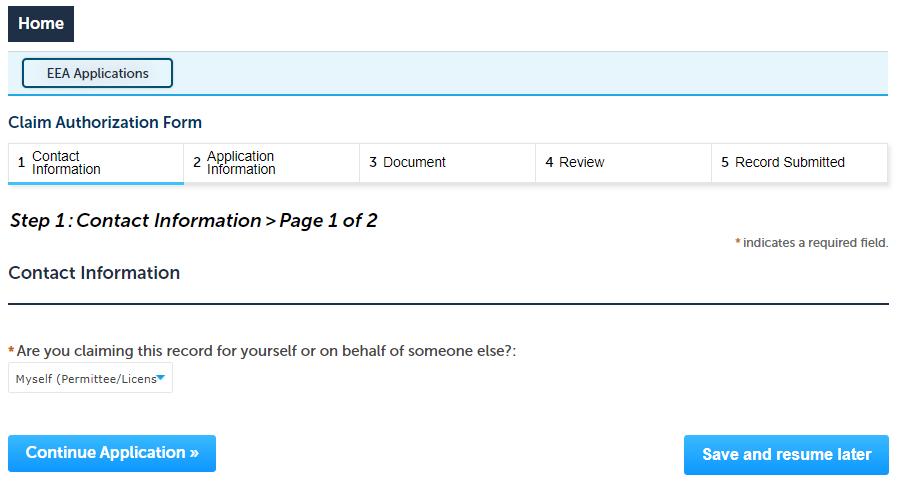 Home
EEA Applications
Claim Authorization Form
1 Contact Information
2 Application Information
3 Document
4 Review
5 Record Submitted
Step 1: Contact Information > Page 1 of 2
* indicates a required field.
Contact Information
* Are you claiming this record for yourself or on behalf of someone else?:
Myself (Permittee/Licens
Continue Application »
Save and resume later